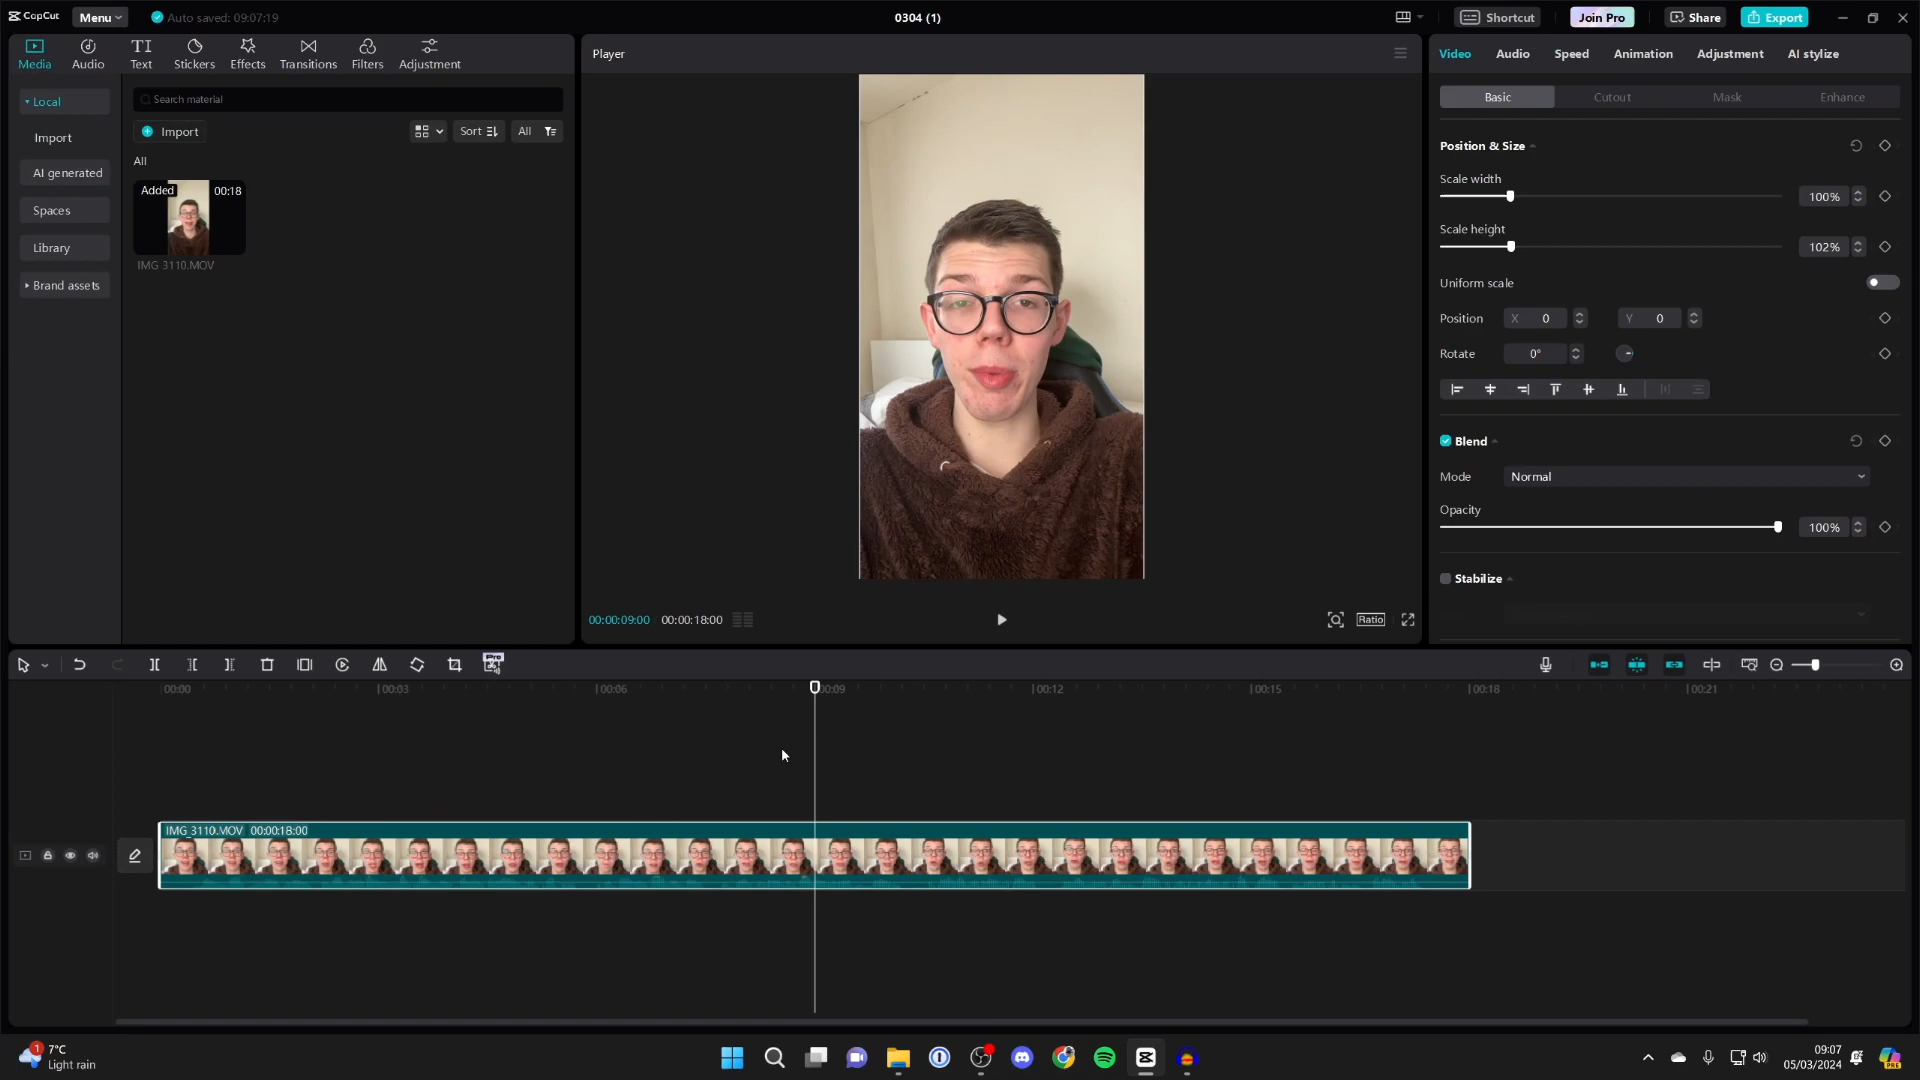 CapCut
Menu
Auto saved: 09:07:19
0304 (1)
Shortcut
Join Pro
Share
Export
Media
Audio
TI
Text
Stickers
Effects
Transitions
Filters
Adjustment
Player
Video
Audio
Speed
Animation
Adjustment
AI stylize
Local
Import
AI generated
Spaces
Library
Brand assets
Search material
Import
Sort
All
All
Added
00:18
IMG_3110.MOV
Basic
Cutout
Mask
Enhance
Position & Size
Scale width
100%
Scale height
102%
Uniform scale
Position
X 0
Y 0
Rotate
0°
Blend
Mode
Normal
Opacity
100%
Stabilize
00:00:09:00
00:00:18:00
Ratio
Pro
00:00
00:03
00:06
00:09
00:12
00:15
00:18
00:21
IMG_3110.MOV 00:00:18:00
1
7°C
Light rain
09:07
05/03/2024
PRE